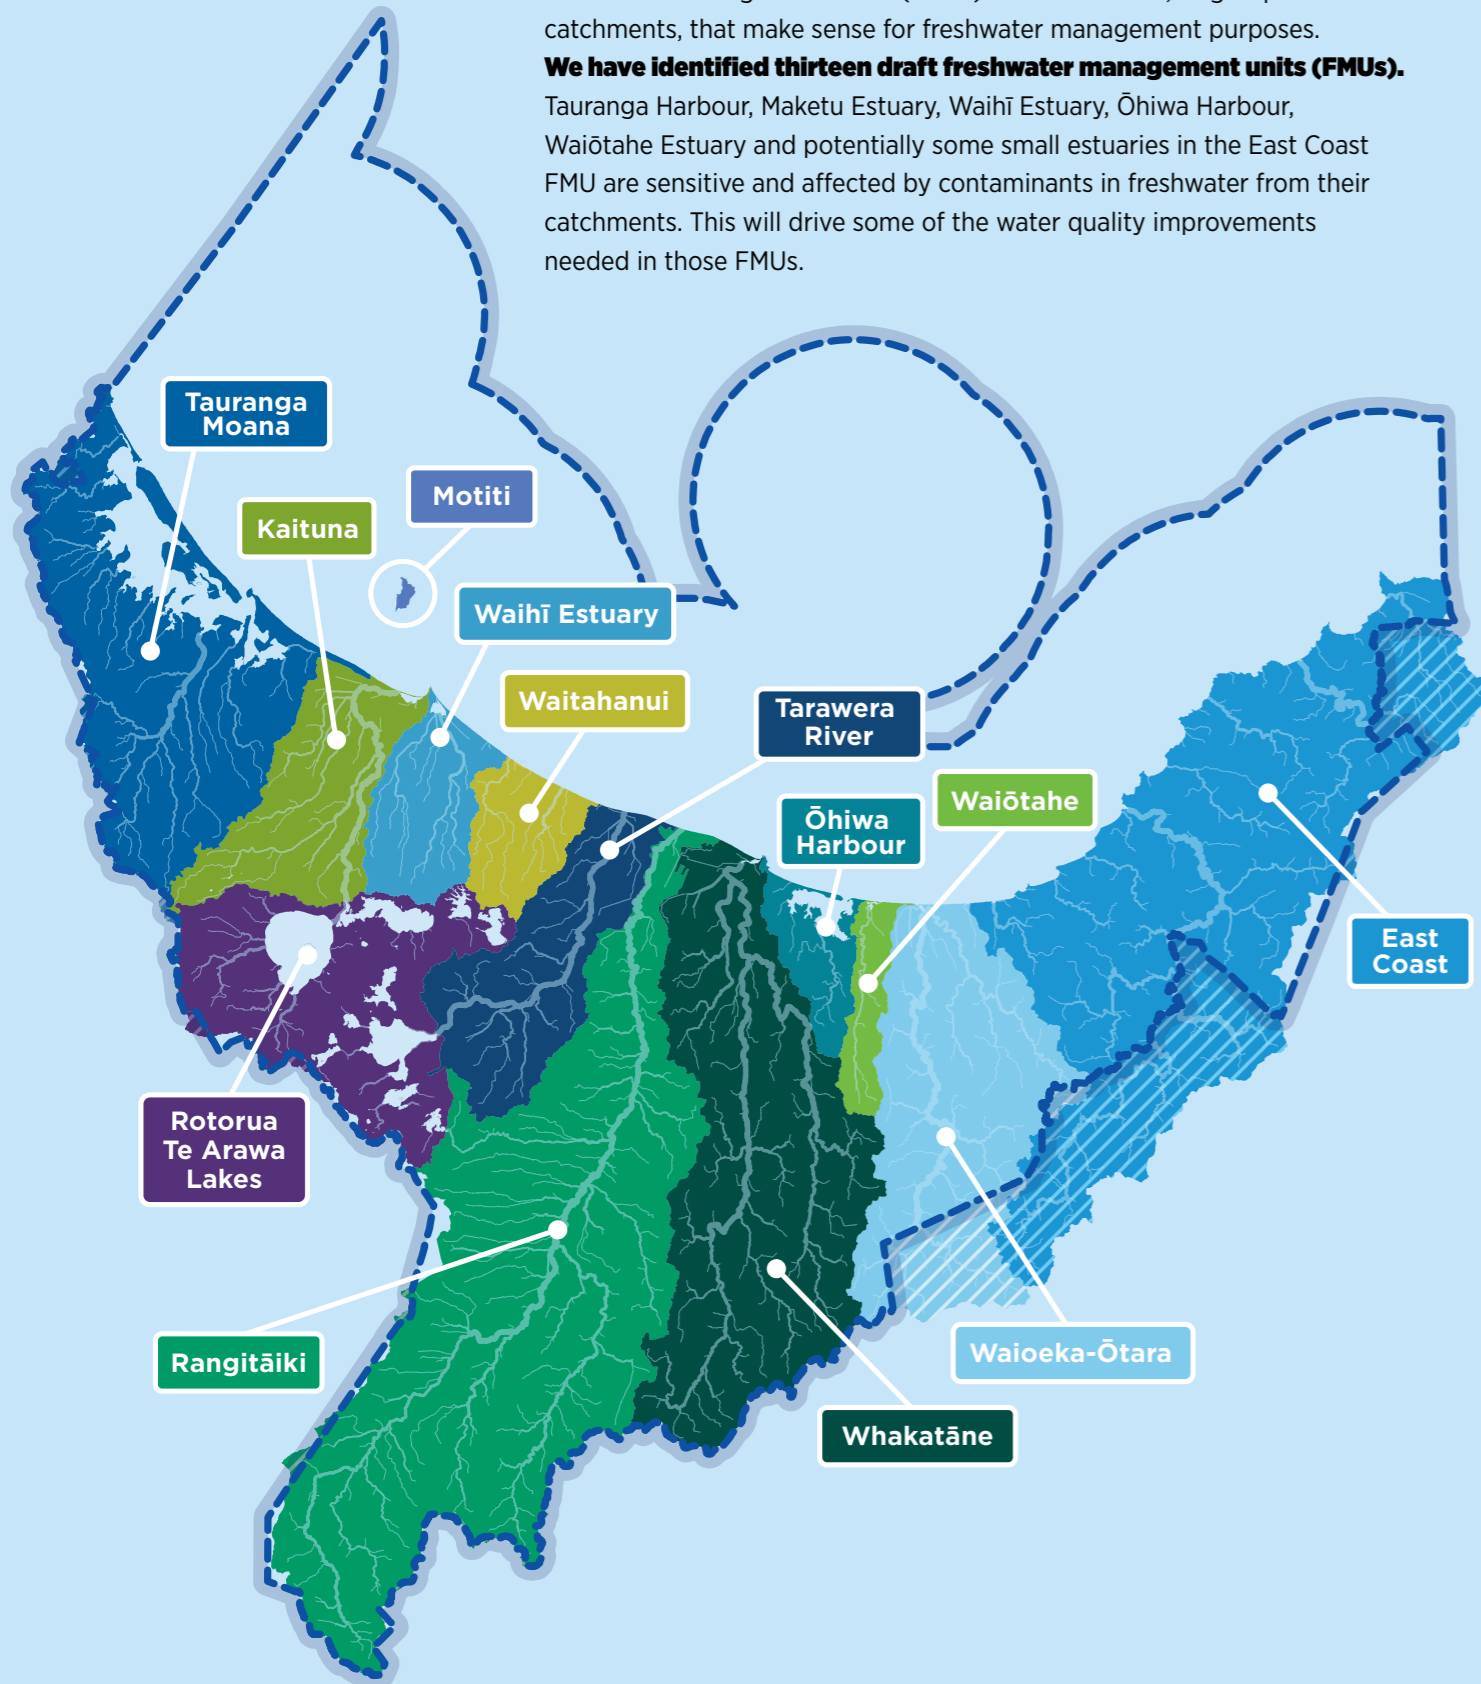 catchments, that make sense for freshwater management purposes.
We have identified thirteen draft freshwater management units (FMUs).
Tauranga Harbour, Maketu Estuary, Waihī Estuary, Ōhiwa Harbour,
Waiōtahe Estuary and potentially some small estuaries in the East Coast
FMU are sensitive and affected by contaminants in freshwater from their
catchments. This will drive some of the water quality improvements
needed in those FMUs.
Tauranga
Moana
Motiti
Kaituna
Waihī Estuary
Waitahanui
Tarawera
River
Waiōtahe
Ōhiwa
Harbour
East
Coast
Rotorua
Te Arawa
Lakes
Rangitāiki
Waioeka-Ōtara
Whakatāne